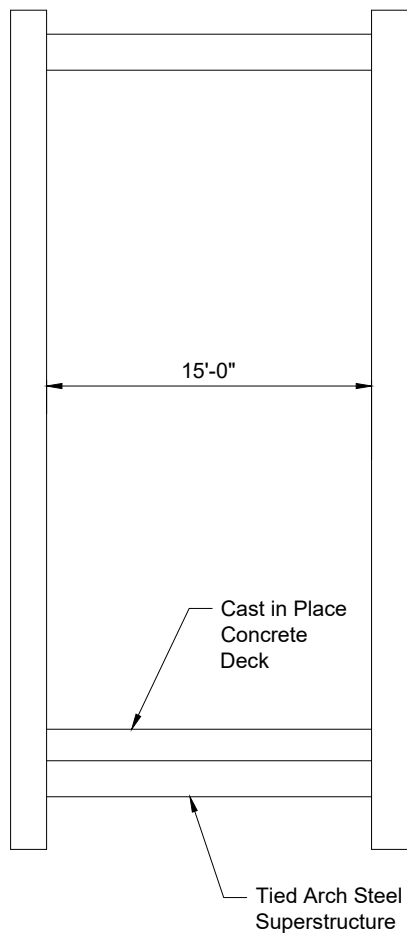 15'-0"
Cast in Place
Concrete
Deck
Tied Arch Steel
Superstructure